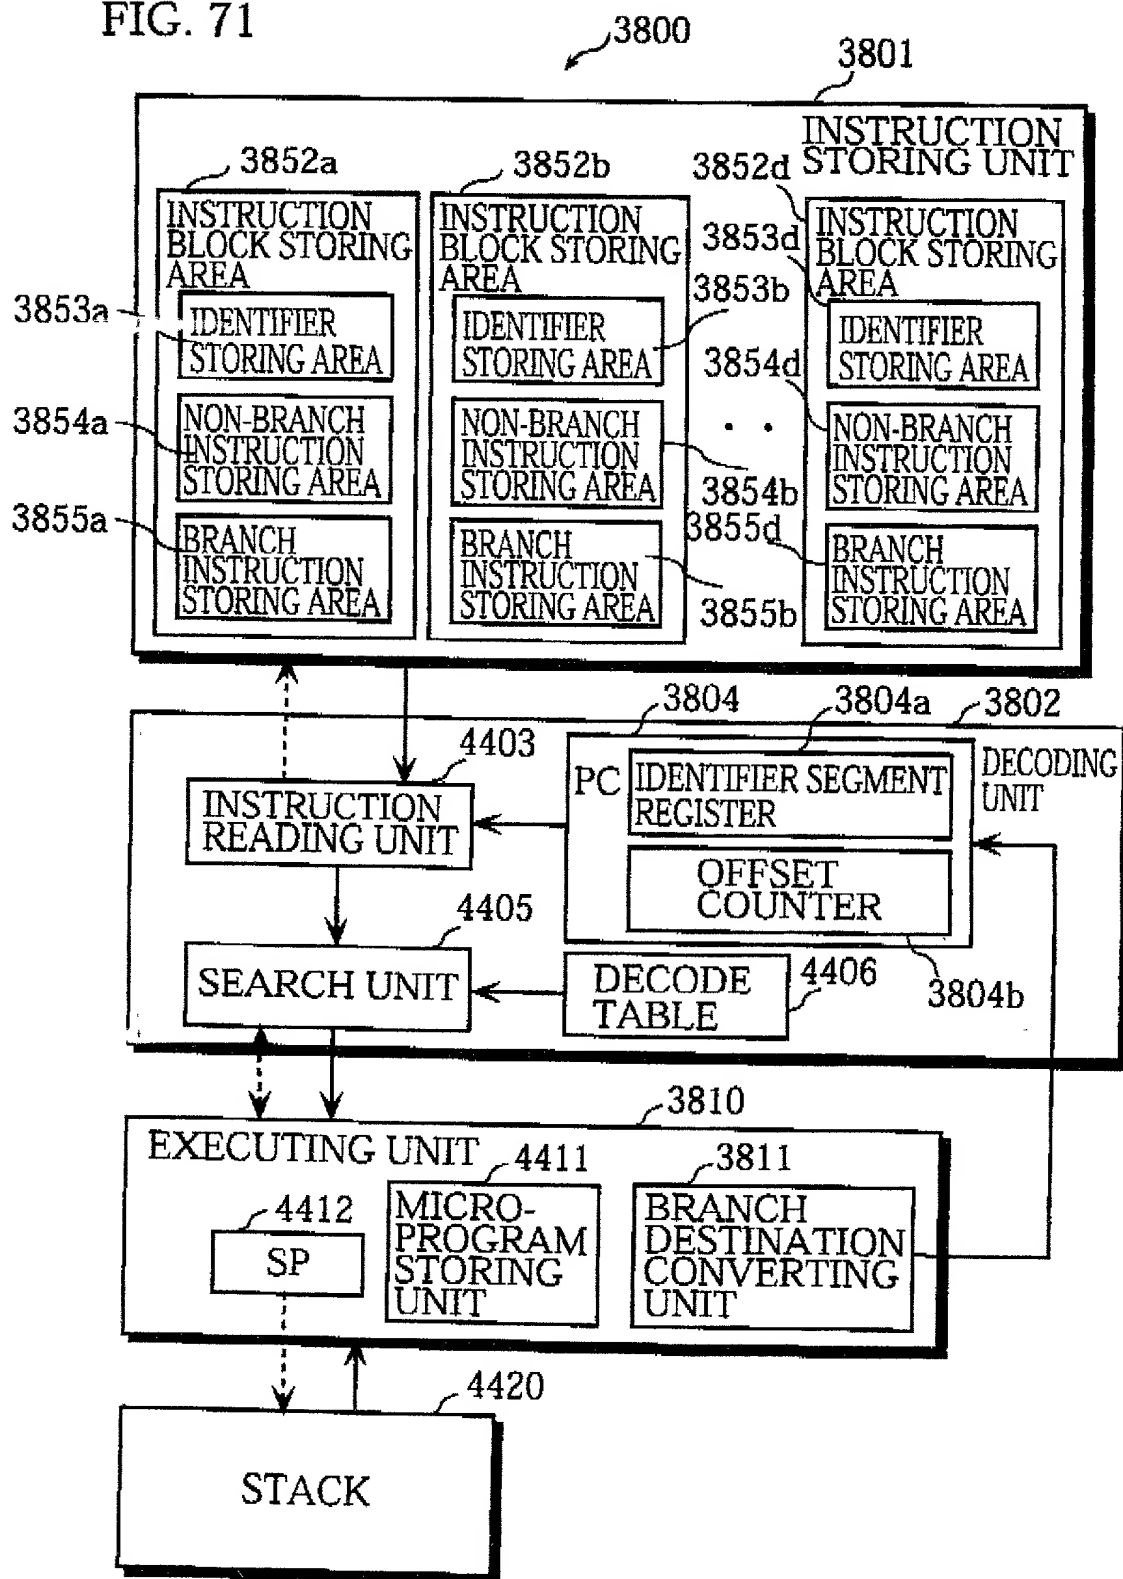 FIG. 71
3800
3801
INSTRUCTION
STORING UNIT
3852a
3852b
3852d
INSTRUCTION
BLOCK STORING
AREA
3853a
IDENTIFIER
STORING AREA
3854a
NON-BRANCH
INSTRUCTION
STORING AREA
3855a
BRANCH
INSTRUCTION
STORING AREA
INSTRUCTION
BLOCK STORING
AREA
3853b
IDENTIFIER
STORING AREA
NON-BRANCH
INSTRUCTION
STORING AREA
3854b
BRANCH
INSTRUCTION
STORING AREA
3855b
INSTRUCTION
BLOCK STORING
AREA
3853d
IDENTIFIER
STORING AREA
3854d
NON-BRANCH
INSTRUCTION
STORING AREA
3855d
BRANCH
INSTRUCTION
STORING AREA
3804
3804a
3802
4403
DECODING
UNIT
PC
IDENTIFIER SEGMENT
REGISTER
INSTRUCTION
READING UNIT
OFFSET
COUNTER
4405
SEARCH UNIT
DECODE
TABLE
4406
3804b
3810
EXECUTING UNIT
4411
3811
4412
SP
MICRO-
PROGRAM
STORING
UNIT
BRANCH
DESTINATION
CONVERTING
UNIT
4420
STACK